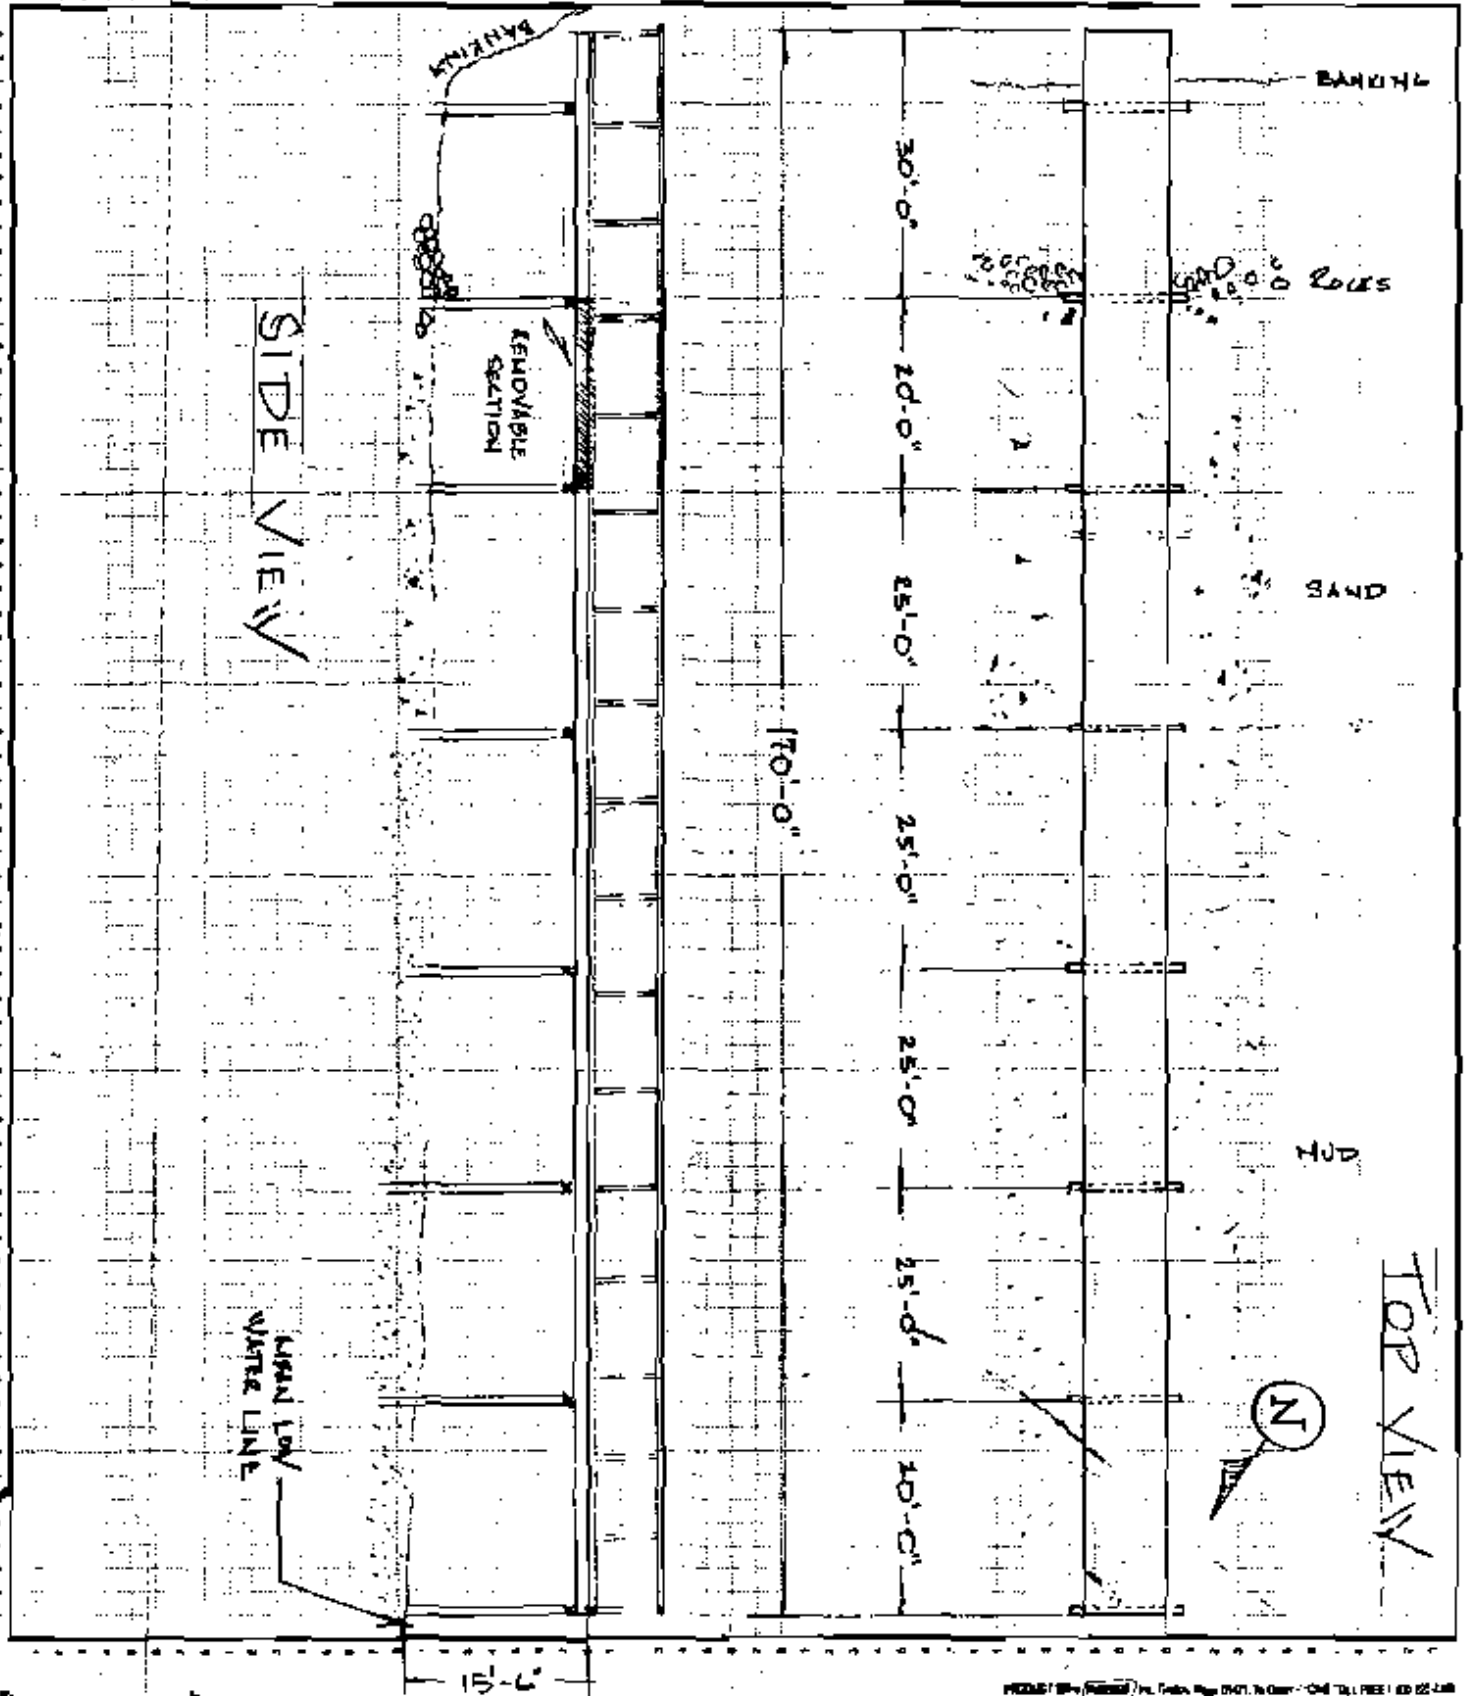 TOP VIEW
N
BANKING
ROCKS
SAND
MUD
30'-0"
20'-0"
25'-0"
25'-0"
25'-0"
25'-0"
20'-0"
170'-0"
BANKING
REMOVABLE
SECTION
SIDE VIEW
MEAN LOW
WATER LINE
15'-6"